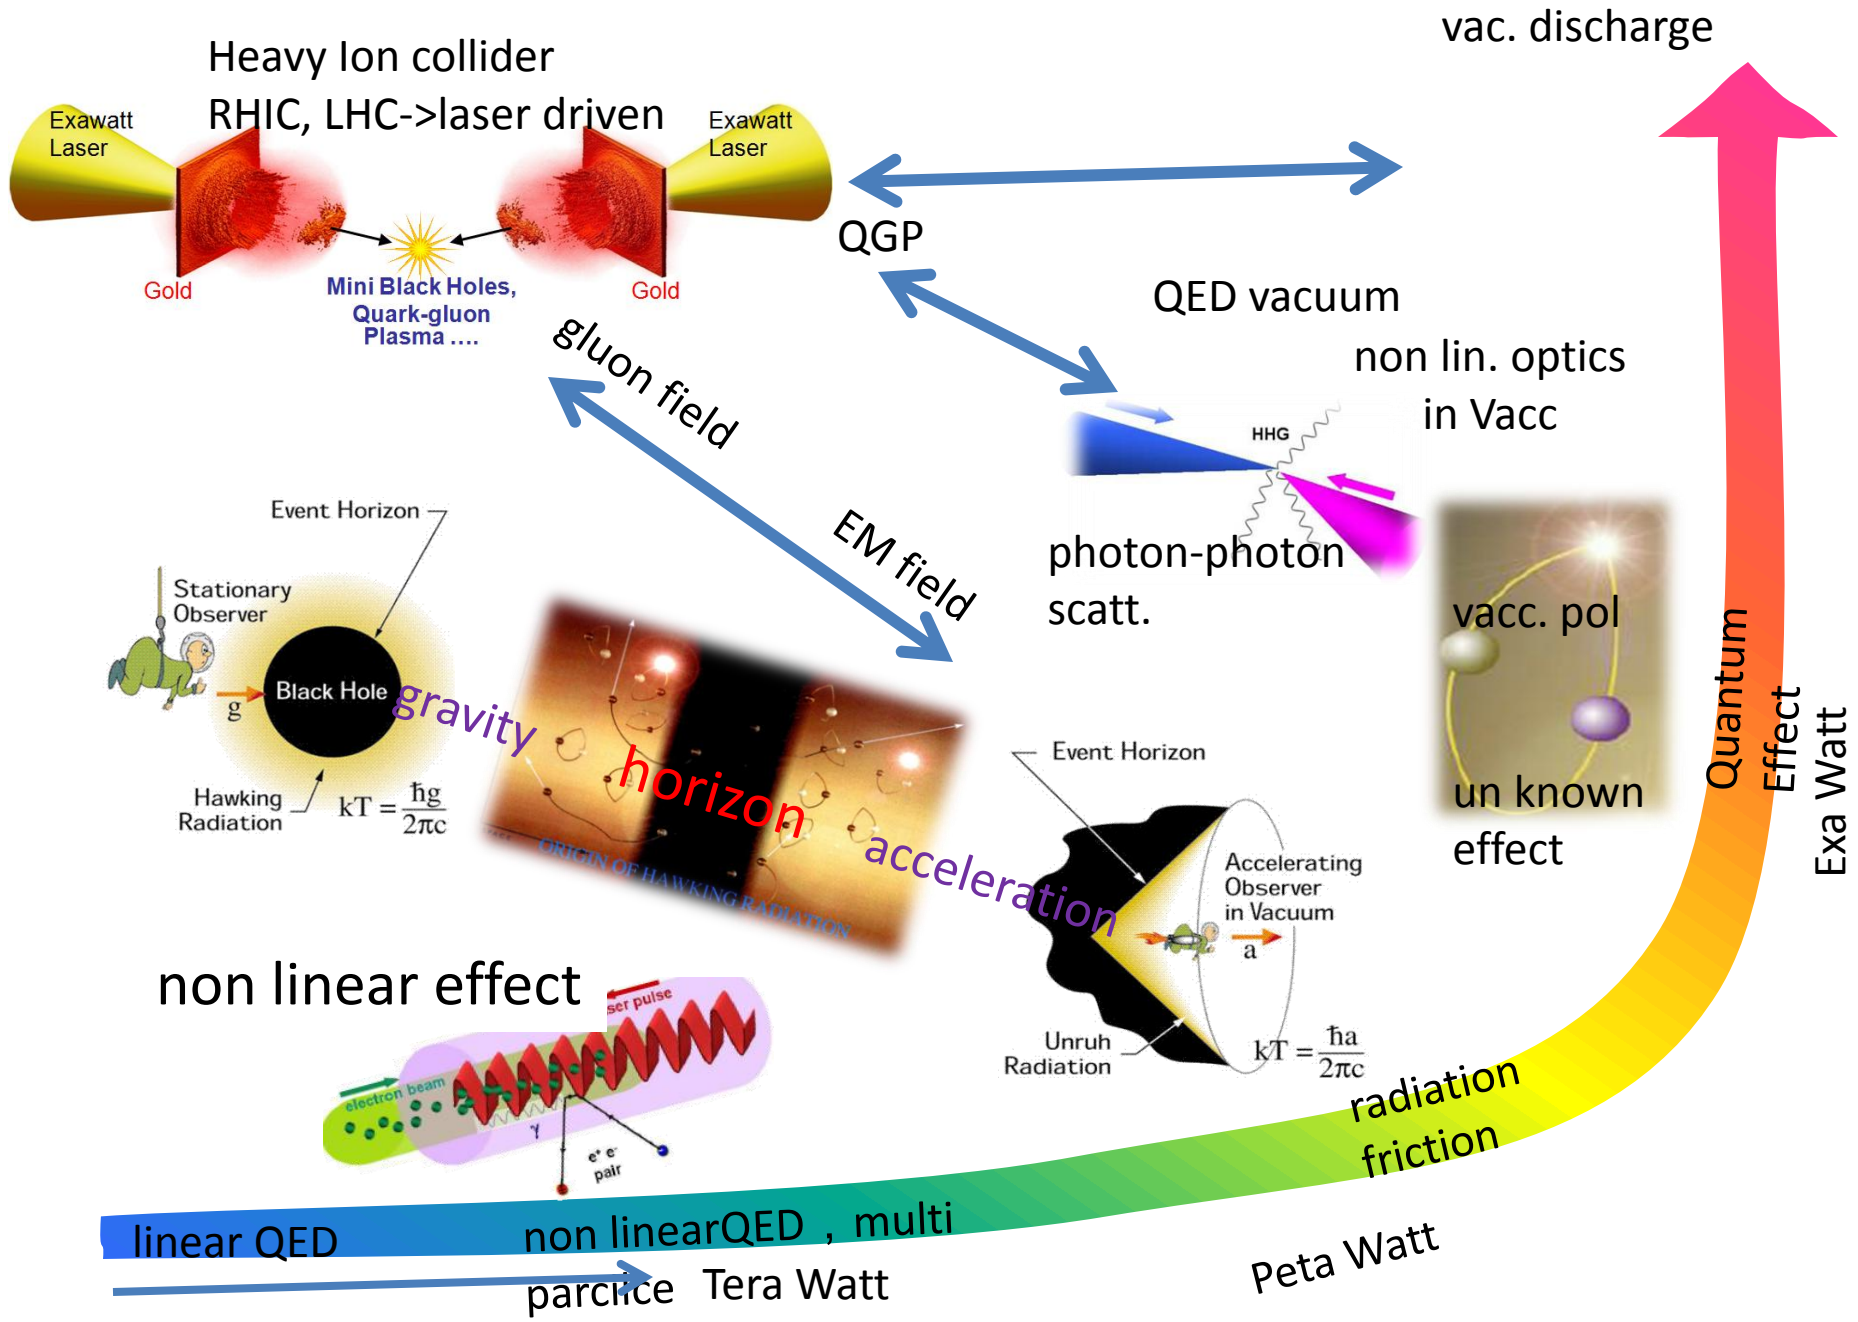 vac. discharge
Heavy Ion collider
RHIC, LHC->laser driven
Exawatt
Laser
Exawatt
Laser
Gold
Mini Black Holes,
Quark-gluon
Plasma ....
Gold
QGP
QED vacuum
non lin. optics
in Vacc
HHG
photon-photon
scatt.
gluon field
EM field
vacc. pol
un known
effect
Event Horizon
Stationary
Observer
g
Black Hole
Hawking
Radiation
kT = ħg
2πc
gravity
horizon
acceleration
ORIGIN OF HAWKING RADIATION
Event Horizon
Accelerating
Observer
in Vacuum
a
Unruh
Radiation
kT = ħa
2πc
non linear effect
ser pulse
electron beam
γ
e⁺ e⁻
pair
Quantum
Effect
Exa Watt
radiation
friction
linear QED
non linearQED , multi
parcilce Tera Watt
Peta Watt